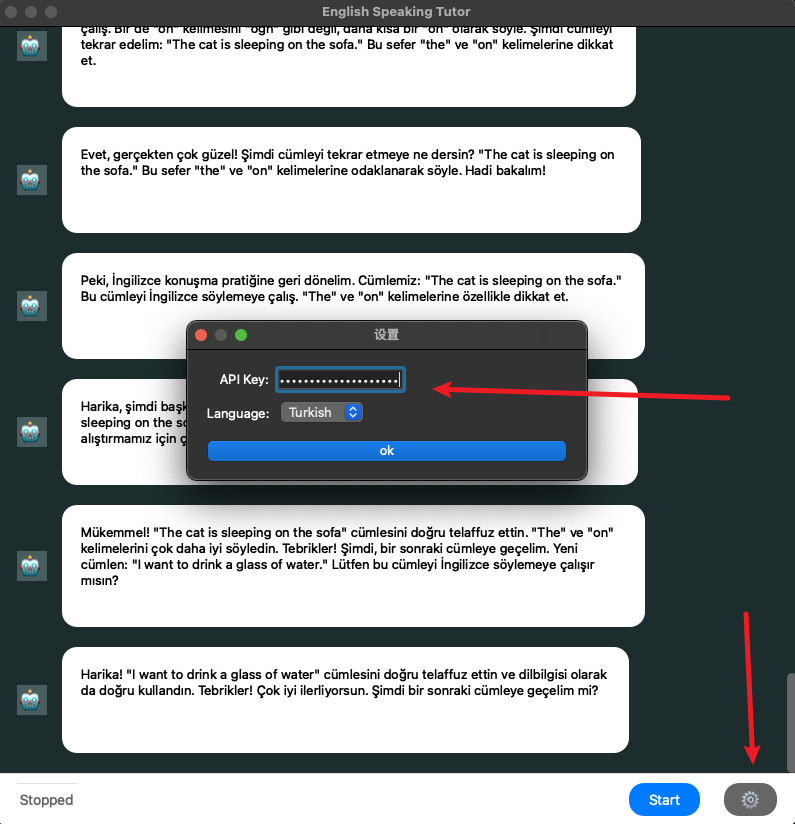 English Speaking Tutor
çalış. Bir de "on" kelimesini "ogn" gibi değil, daha kısa bir "on" olarak söyle. Şimdi cümleyi
tekrar edelim: "The cat is sleeping on the sofa." Bu sefer "the" ve "on" kelimelerine dikkat
et.
Evet, gerçekten çok güzel! Şimdi cümleyi tekrar etmeye ne dersin? "The cat is sleeping on
the sofa." Bu sefer "the" ve "on" kelimelerine odaklanarak söyle. Hadi bakalım!
Peki, İngilizce konuşma pratiğine geri dönelim. Cümlemiz: "The cat is sleeping on the sofa."
Bu cümleyi İngilizce söylemeye çalış. "The" ve "on" kelimelerine özellikle dikkat et.
设置
API Key:
Language: Turkish
ok
Harika, şimdi başk
sleeping on the so
alıştırmamız için ç
Mükemmel! "The cat is sleeping on the sofa" cümlesini doğru telaffuz ettin. "The" ve "on"
kelimelerini çok daha iyi söyledin. Tebrikler! Şimdi, bir sonraki cümleye geçelim. Yeni
cümlen: "I want to drink a glass of water." Lütfen bu cümleyi İngilizce söylemeye çalışır
mısın?
Harika! "I want to drink a glass of water" cümlesini doğru telaffuz ettin ve dilbilgisi olarak
da doğru kullandın. Tebrikler! Çok iyi ilerliyorsun. Şimdi bir sonraki cümleye geçelim mi?
Stopped
Start